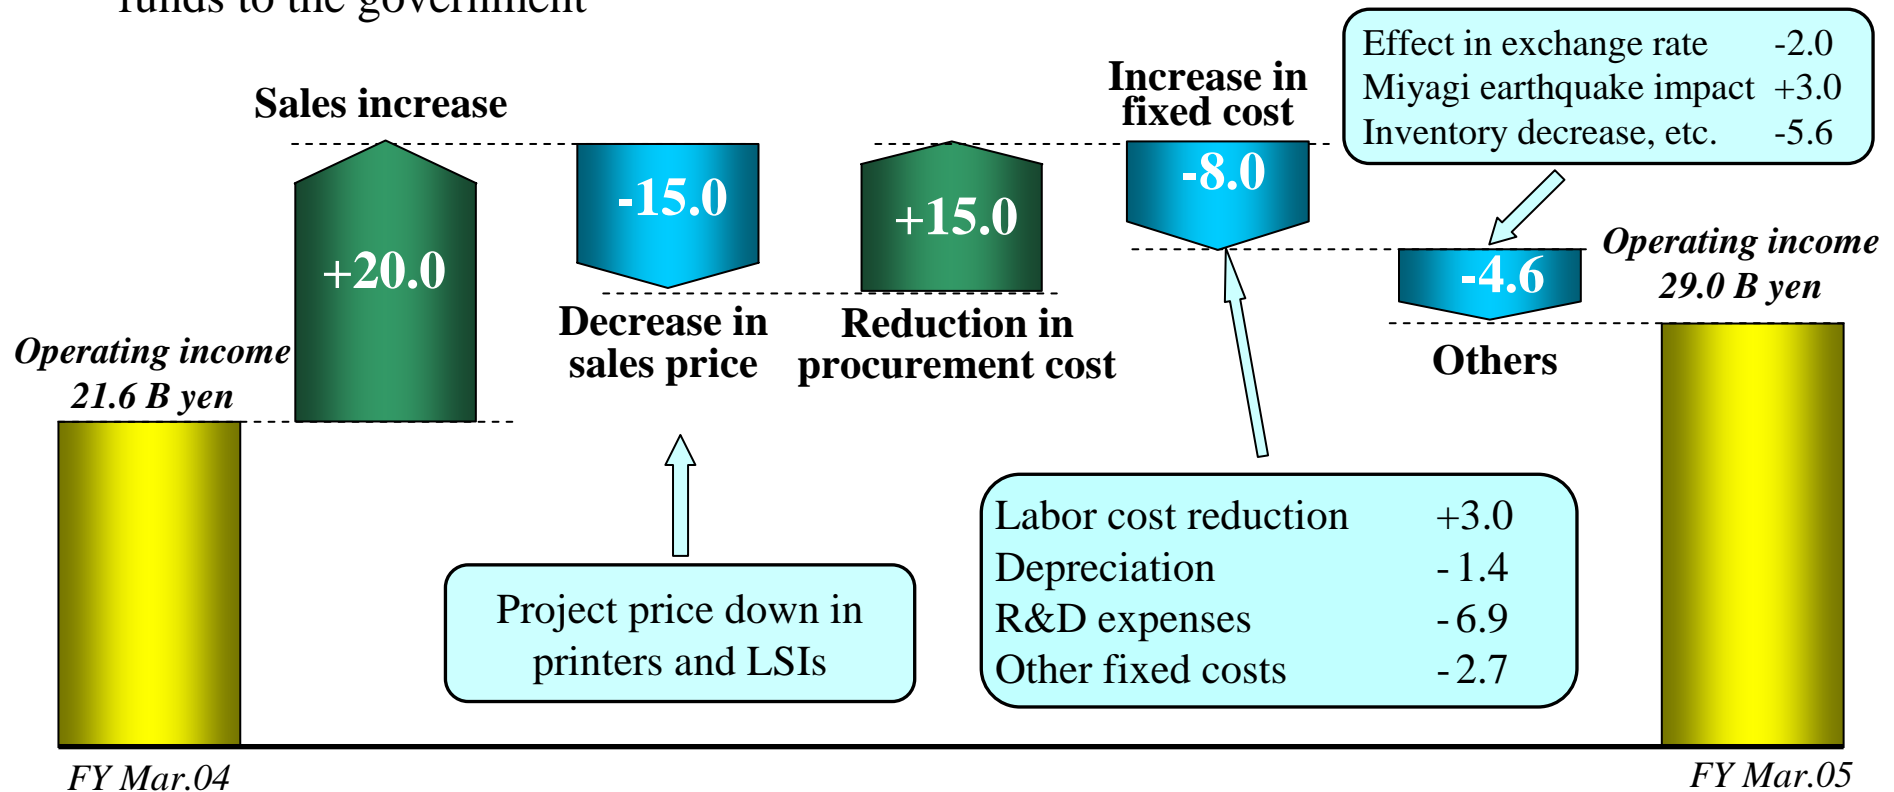 funds to the government
Effect in exchange rate -2.0
Miyagi earthquake impact +3.0
Inventory decrease, etc. -5.6
Sales increase
Increase in
fixed cost
-15.0
-8.0
+15.0
+20.0
-4.6
Operating income
29.0 B yen
Decrease in
sales price
Reduction in
procurement cost
Others
Operating income
21.6 B yen
Project price down in
printers and LSIs
Labor cost reduction +3.0
Depreciation -1.4
R&D expenses -6.9
Other fixed costs -2.7
FY Mar.04
FY Mar.05